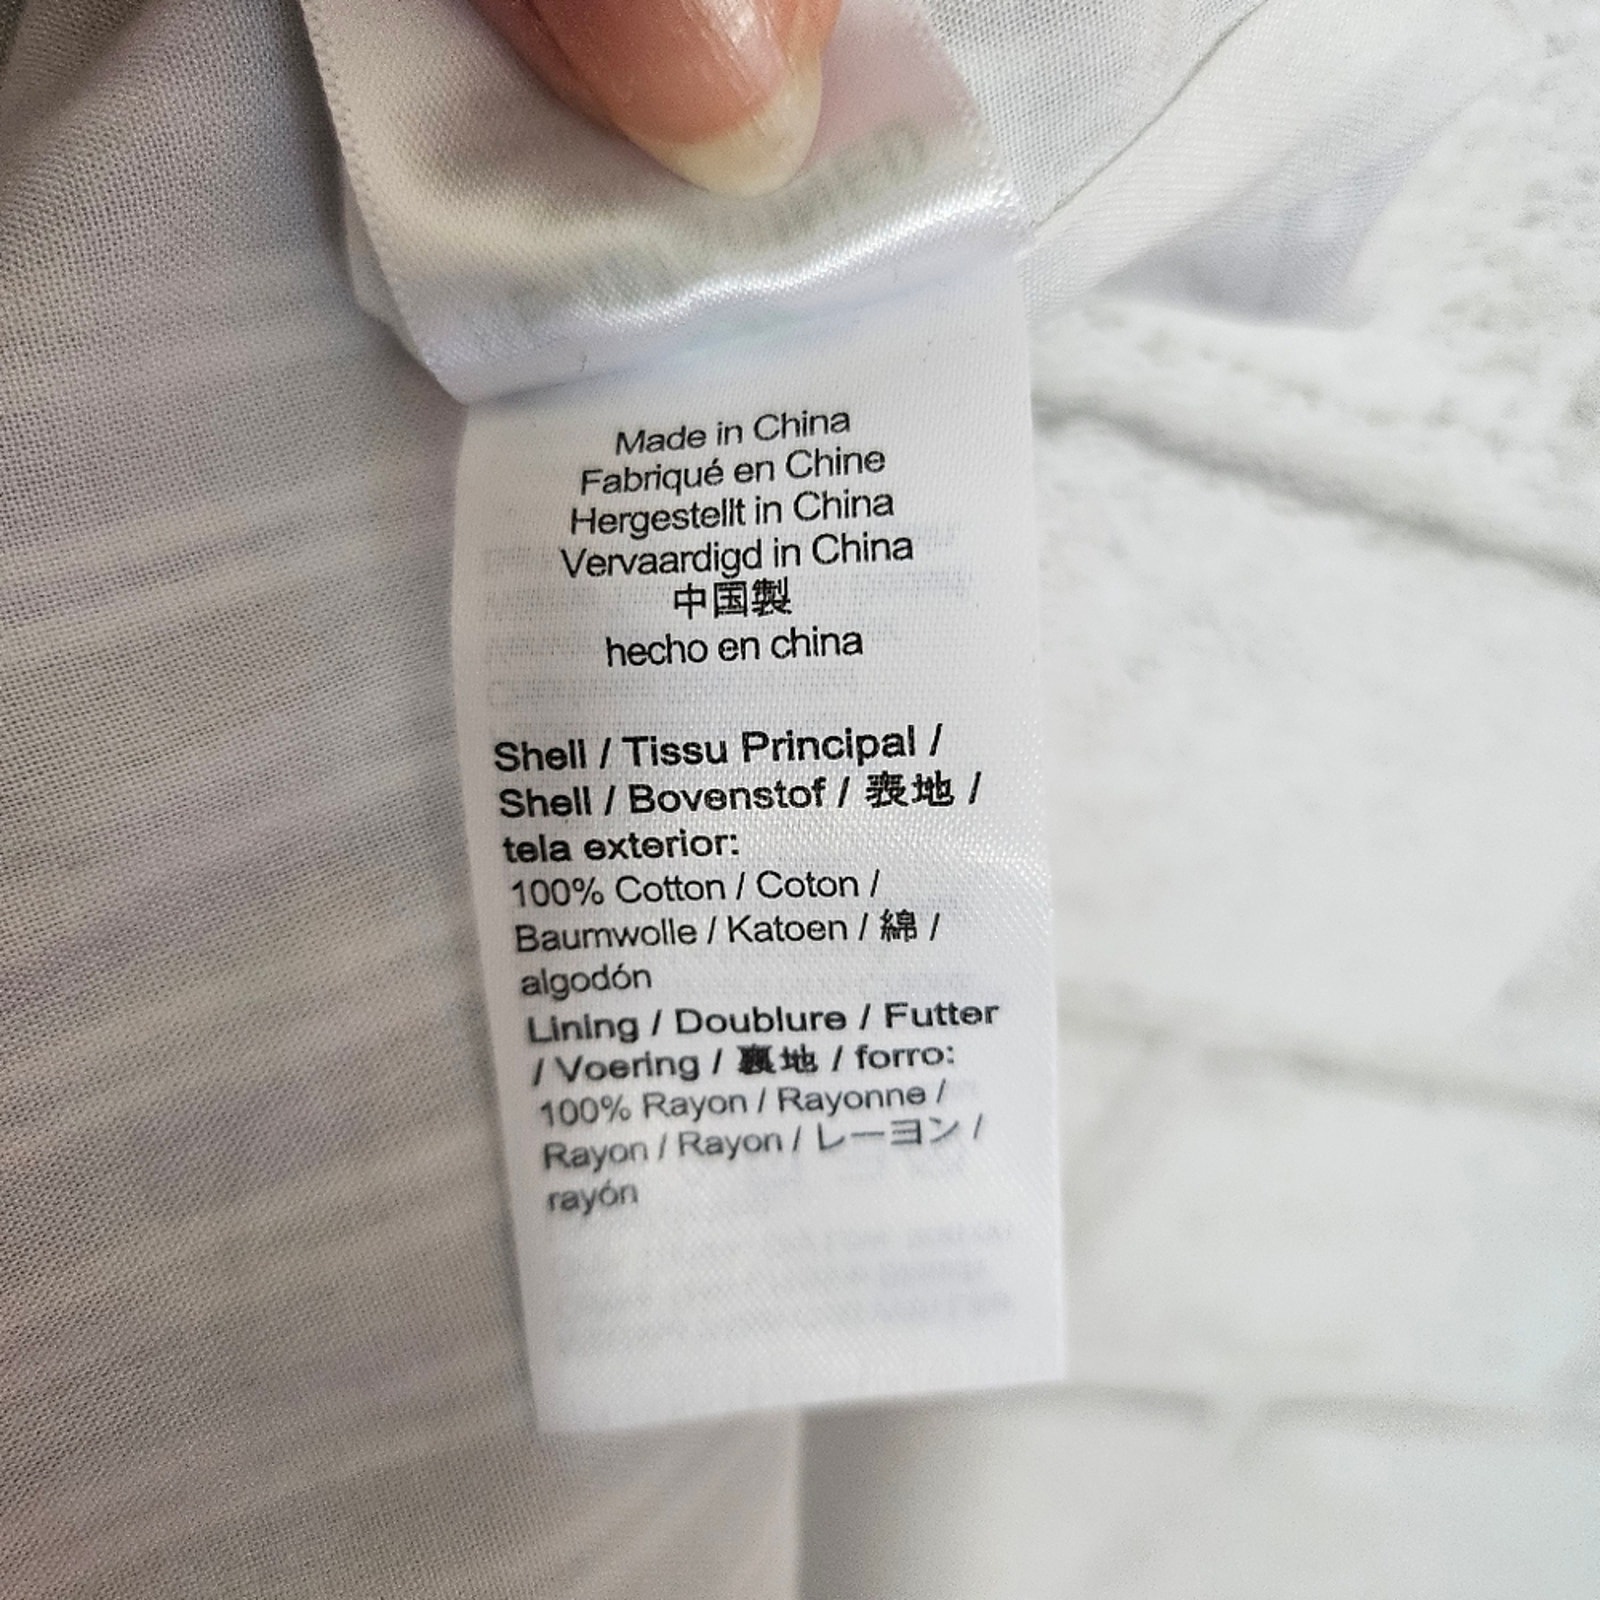 Made in China
Fabriqué en Chine
Hergestellt in China
Vervaardigd in China
中国製
hecho en china
Shell / Tissu Principal /
Shell / Bovenstof / 表地 /
tela exterior:
100% Cotton / Coton /
Baumwolle / Katoen / 綿 /
algodón
Lining / Doublure / Futter
/ Voering / 裏地 / forro:
100% Rayon / Rayonne /
Rayon / Rayon / レーヨン /
rayón